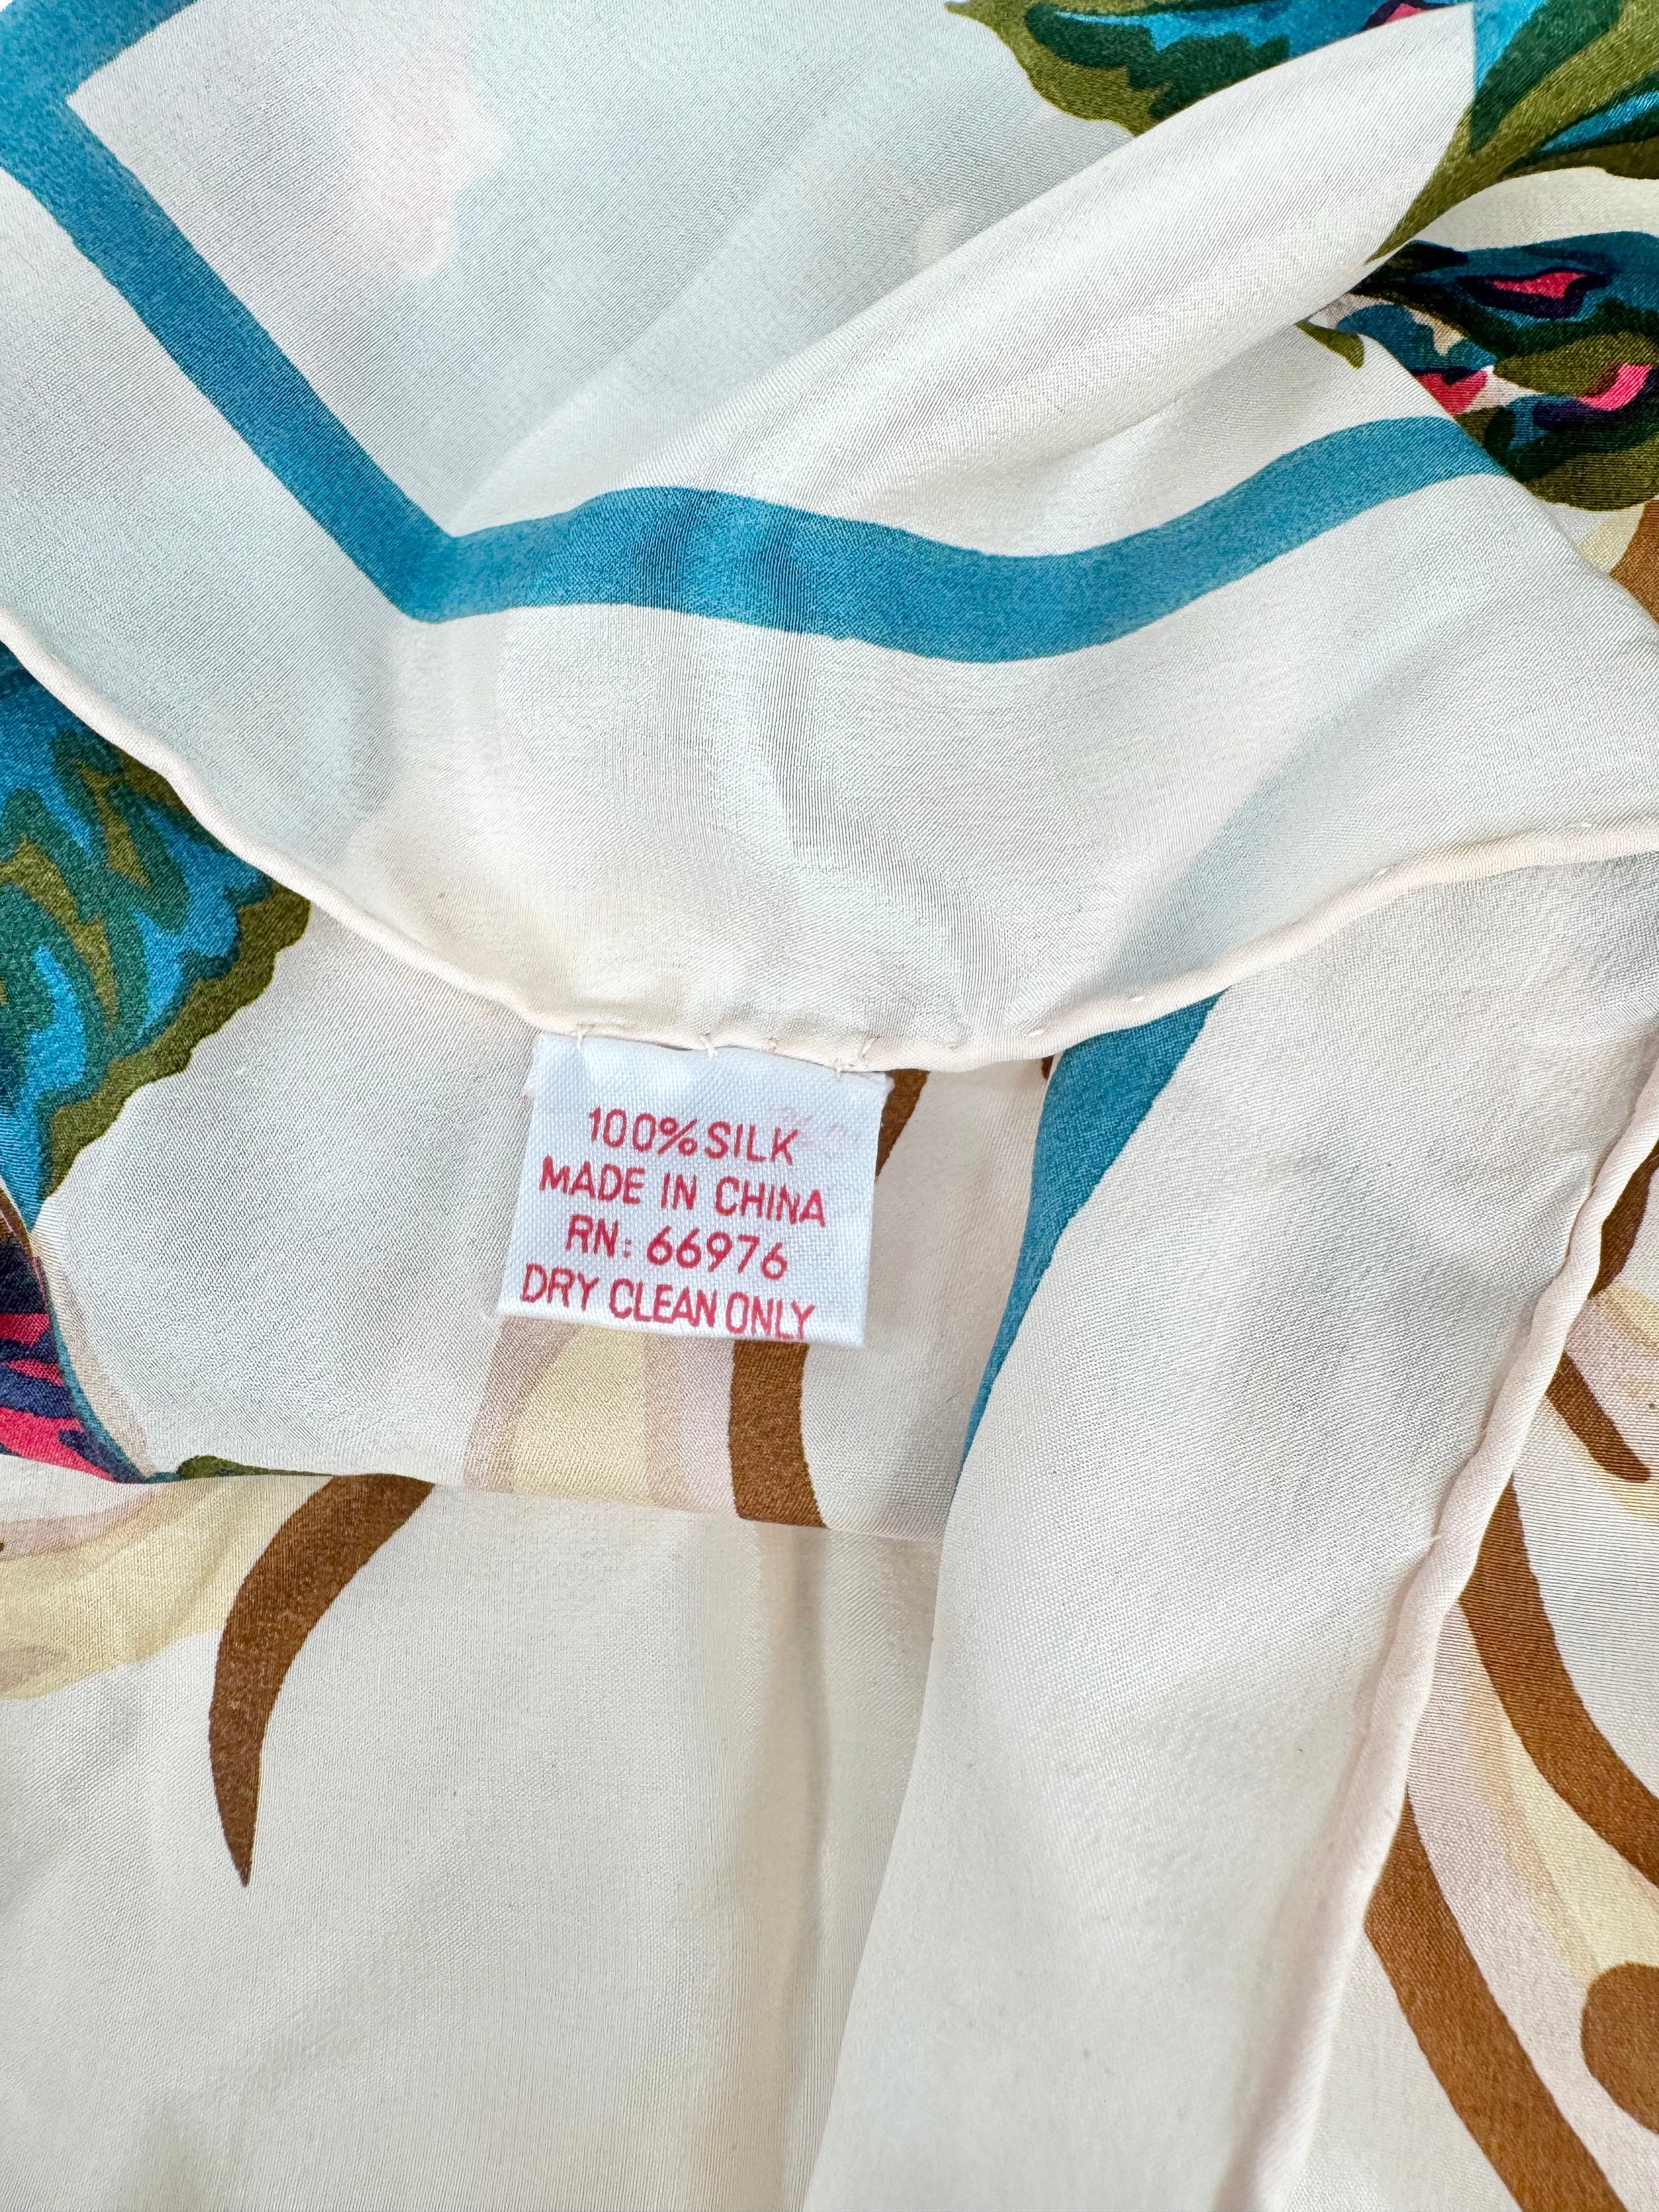 100%SILK
MADE IN CHINA
RN: 66976
DRY CLEAN ONLY